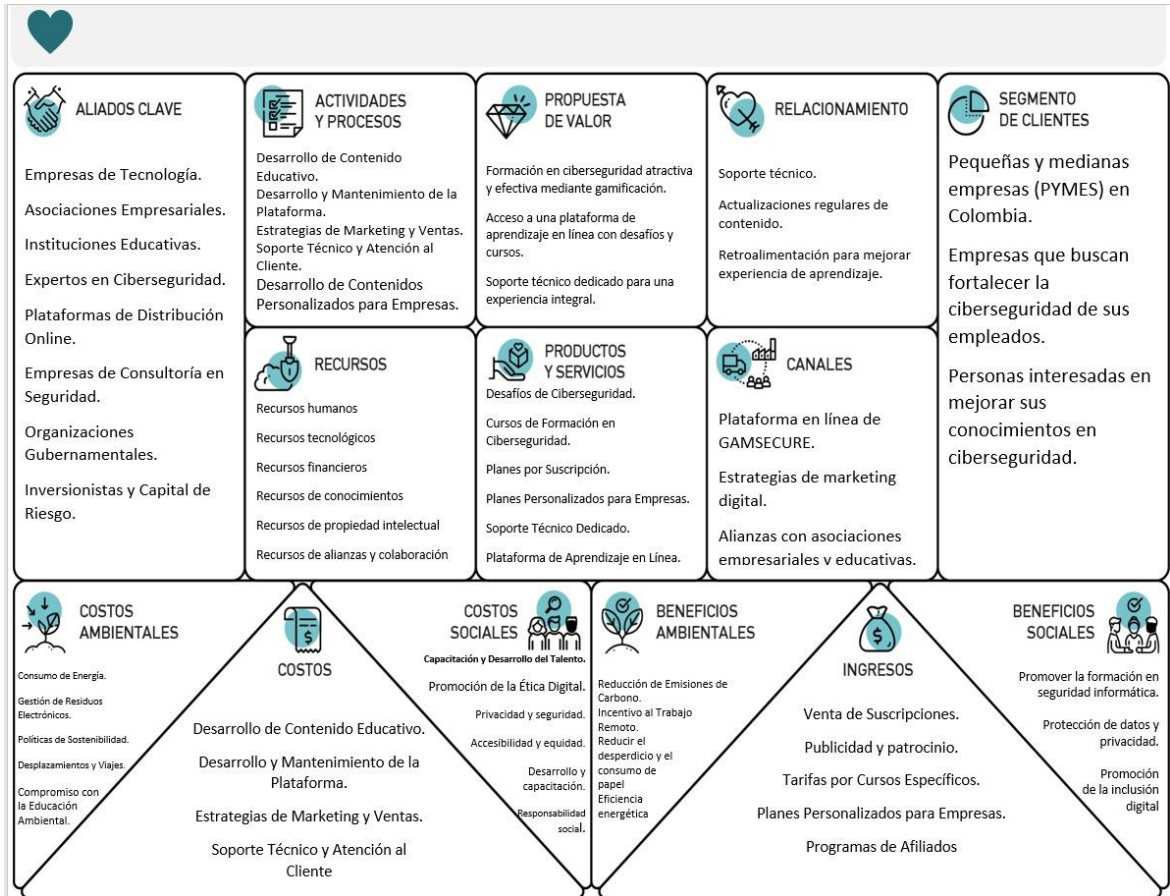 ALIADOS CLAVE
Empresas de Tecnología.
Asociaciones Empresariales.
Instituciones Educativas.
Expertos en Ciberseguridad.
Plataformas de Distribución
Online.
Empresas de Consultoría en
Seguridad.
Organizaciones
Gubernamentales.
Inversionistas y Capital de
Riesgo.
ACTIVIDADES
Y PROCESOS
Desarrollo de Contenido
Educativo.
Desarrollo y Mantenimiento de la
Plataforma.
Estrategias de Marketing y Ventas.
Soporte Técnico y Atención al
Cliente.
Desarrollo de Contenidos
Personalizados para Empresas.
RECURSOS
Recursos humanos
Recursos tecnológicos
Recursos financieros
Recursos de conocimientos
Recursos de propiedad intelectual
Recursos de alianzas y colaboración
PROPUESTA
DE VALOR
Formación en ciberseguridad atractiva
y efectiva mediante gamificación.
Acceso a una plataforma de
aprendizaje en línea con desafíos y
cursos.
Soporte técnico dedicado para una
experiencia integral.
PRODUCTOS
Y SERVICIOS
Desafíos de Ciberseguridad.
Cursos de Formación en
Ciberseguridad.
Planes por Suscripción.
Planes Personalizados para Empresas.
Soporte Técnico Dedicado.
Plataforma de Aprendizaje en Línea.
RELACIONAMIENTO
Soporte técnico.
Actualizaciones regulares de
contenido.
Retroalimentación para mejorar
experiencia de aprendizaje.
CANALES
Plataforma en línea de
GAMSECURE.
Estrategias de marketing
digital.
Alianzas con asociaciones
empresariales y educativas.
SEGMENTO
DE CLIENTES
Pequeñas y medianas
empresas (PYMES) en
Colombia.
Empresas que buscan
fortalecer la
ciberseguridad de sus
empleados.
Personas interesadas en
mejorar sus
conocimientos en
ciberseguridad.
COSTOS
AMBIENTALES
Consumo de Energía.
Gestión de Residuos
Electrónicos.
Políticas de Sostenibilidad.
Desplazamientos y Viajes.
Compromiso con
la Educación
Ambiental.
$
COSTOS
Desarrollo de Contenido Educativo.
Desarrollo y Mantenimiento de la
Plataforma.
Estrategias de Marketing y Ventas.
Soporte Técnico y Atención al
Cliente
COSTOS
SOCIALES
Capacitación y Desarrollo del Talento.
Promoción de la Ética Digital.
Privacidad y seguridad.
Accesibilidad y equidad.
Desarrollo y
capacitación.
Responsabilidad
social.
BENEFICIOS
AMBIENTALES
Reducción de Emisiones de
Carbono.
Incentivo al Trabajo
Remoto.
Reducir el
desperdicio y el
consumo de
papel
Eficiencia
energética
$
INGRESOS
Venta de Suscripciones.
Publicidad y patrocinio.
Tarifas por Cursos Específicos.
Planes Personalizados para Empresas.
Programas de Afiliados
BENEFICIOS
SOCIALES
Promover la formación en
seguridad informática.
Protección de datos y
privacidad.
Promoción
de la inclusión
digital